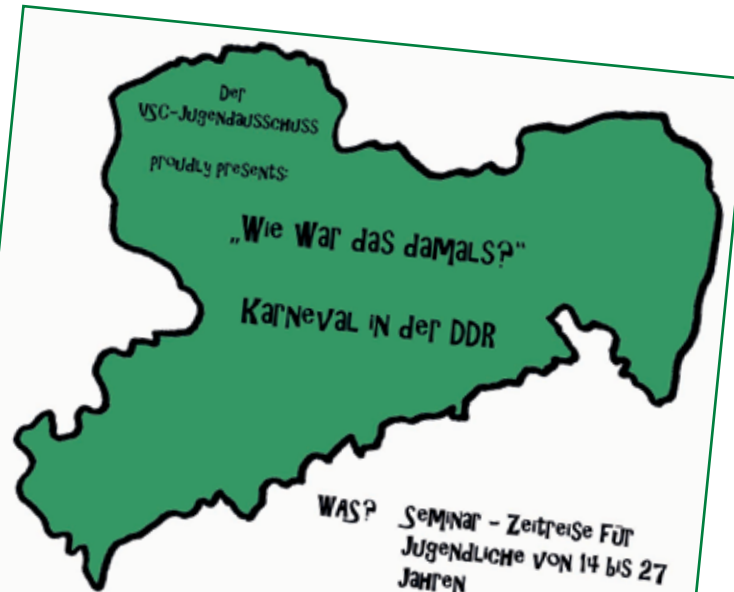 Der
VSC-Jugendausschuss
proudly presents:
„Wie war das damals?“
Karneval in der DDR
WAS? Seminar - Zeitreise für
Jugendliche von 14 bis 27
Jahren